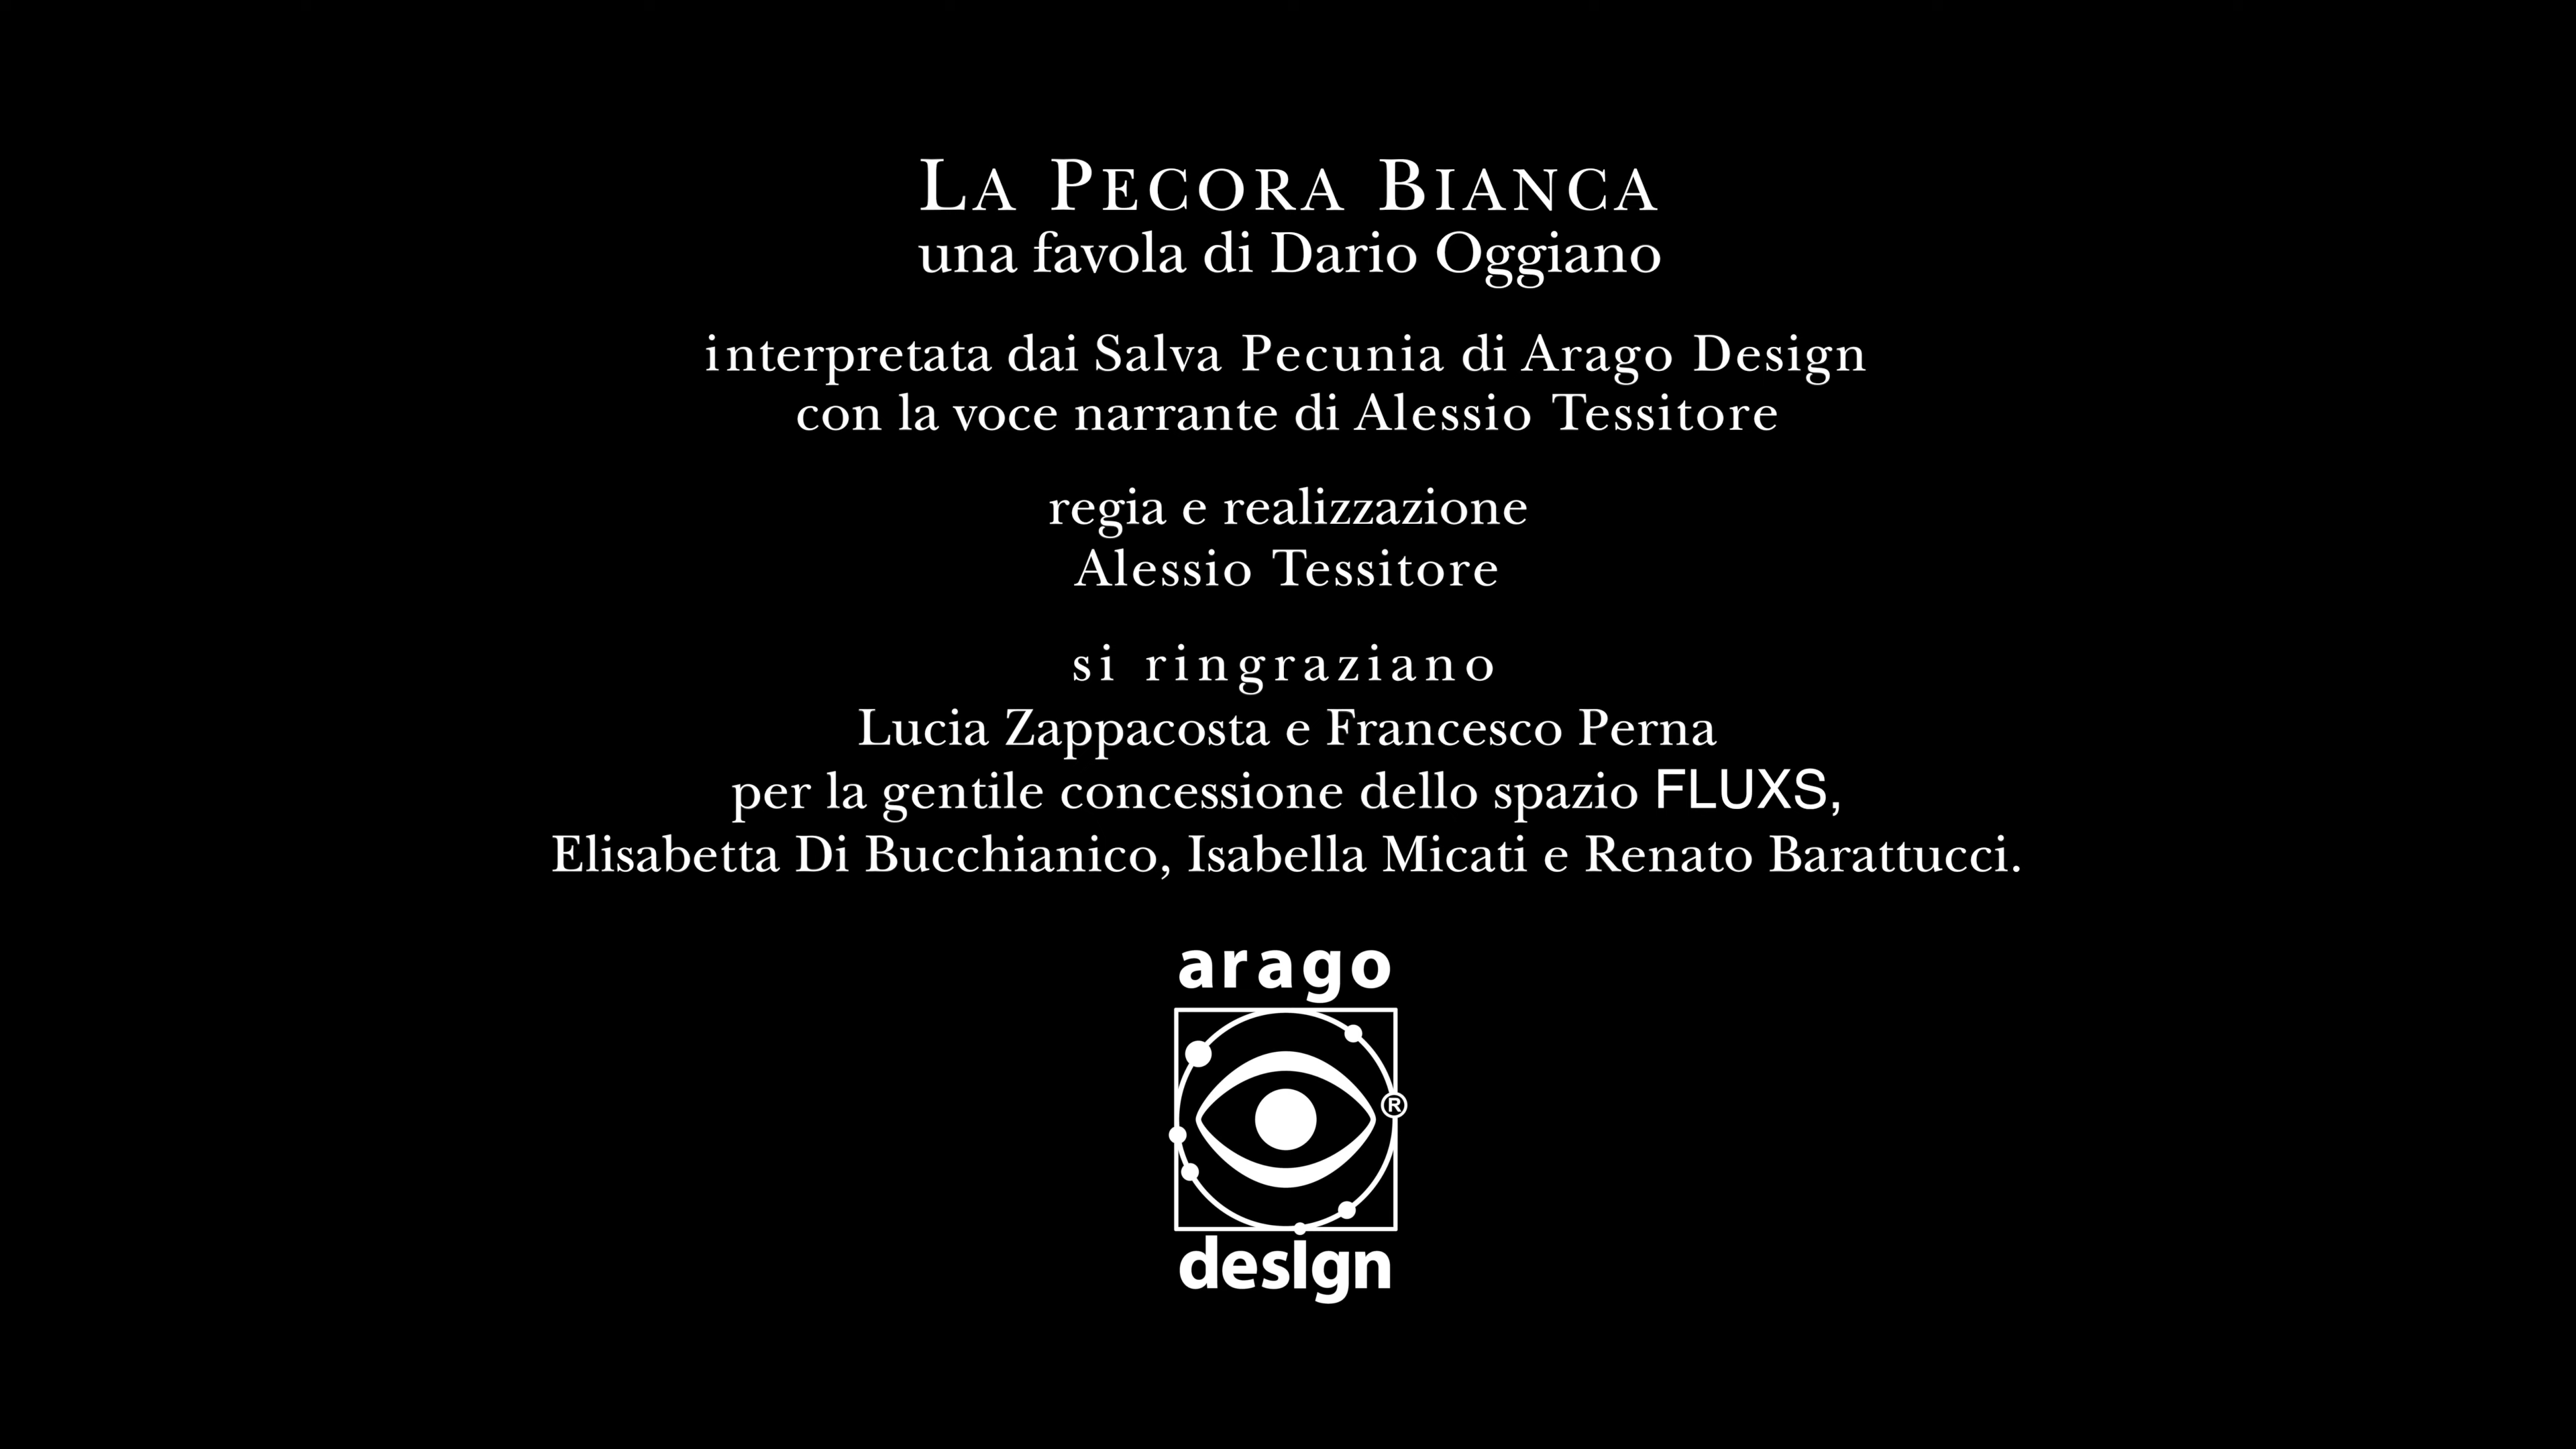 LA PECORA BIANCA
una favola di Dario Oggiano
interpretata dai Salva Pecunia di Arago Design
con la voce narrante di Alessio Tessitore
regia e realizzazione
Alessio Tessitore
si ringraziano
Lucia Zappacosta e Francesco Perna
per la gentile concessione dello spazio FLUXS,
Elisabetta Di Bucchianico, Isabella Micati e Renato Barattucci.
arago
®
design